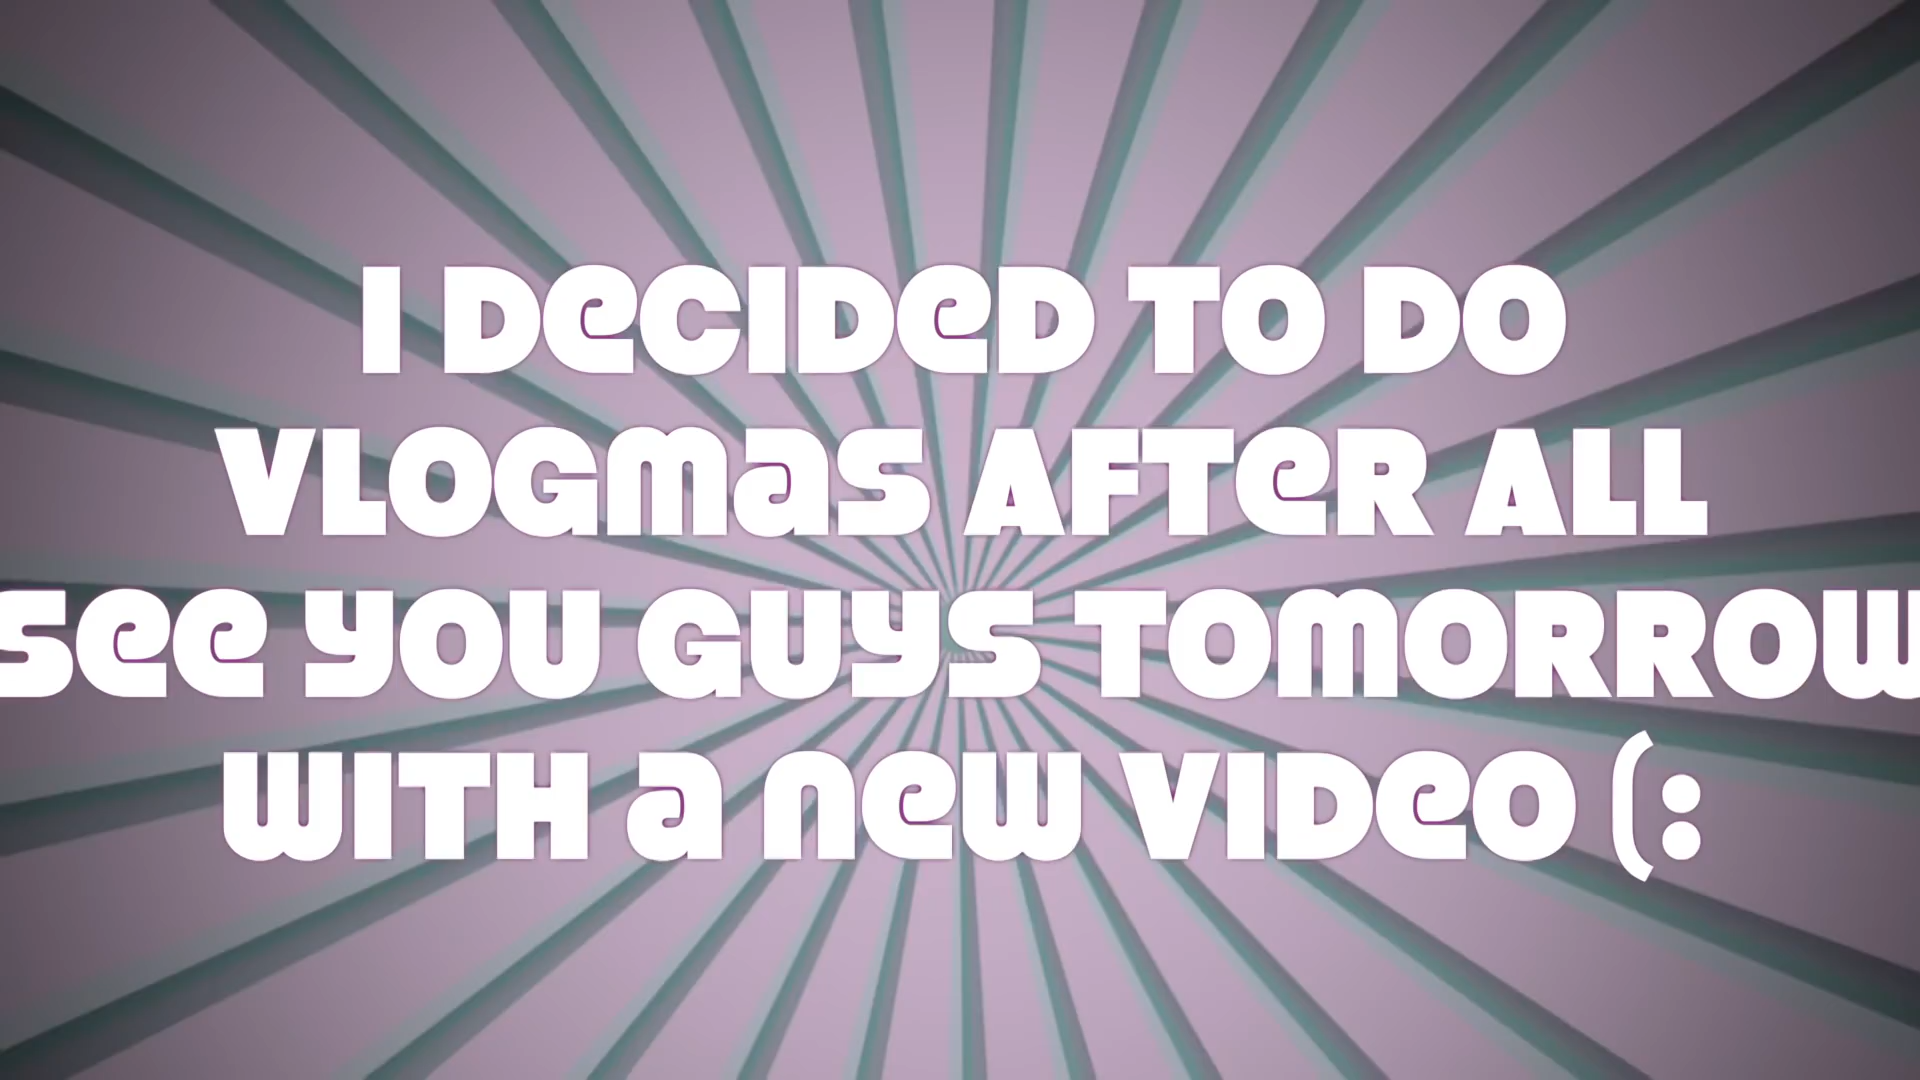 I DeCIDeD TO DO
VLOGmas AFTeR ALL
See YOU GUYS TOmORROW
WITH a new VIDeO (: